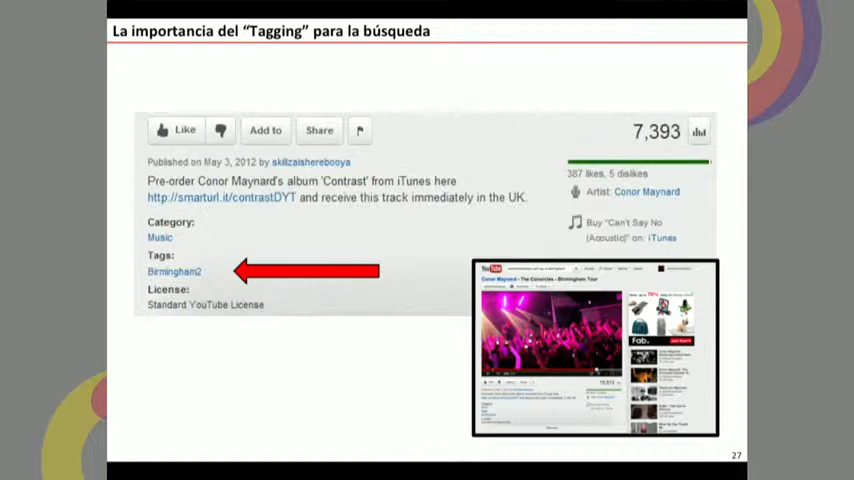 La importancia del “Tagging” para la búsqueda
Like
Add to
Share
7,393
Published on May 3, 2012 by skillzaisherebooya
387 likes, 5 dislikes
Pre-order Conor Maynard's album 'Contrast' from iTunes here
http://smarturl.it/contrastDYT and receive this track immediately in the UK.
Artist: Conor Maynard
Category:
Music
Buy "Can't Say No
(Acoustic)" on: iTunes
Tags:
Birmingham2
License:
Standard YouTube License
YouTube
Conor Maynard - The Conorcles - Birmingham Tour
Fab.
27